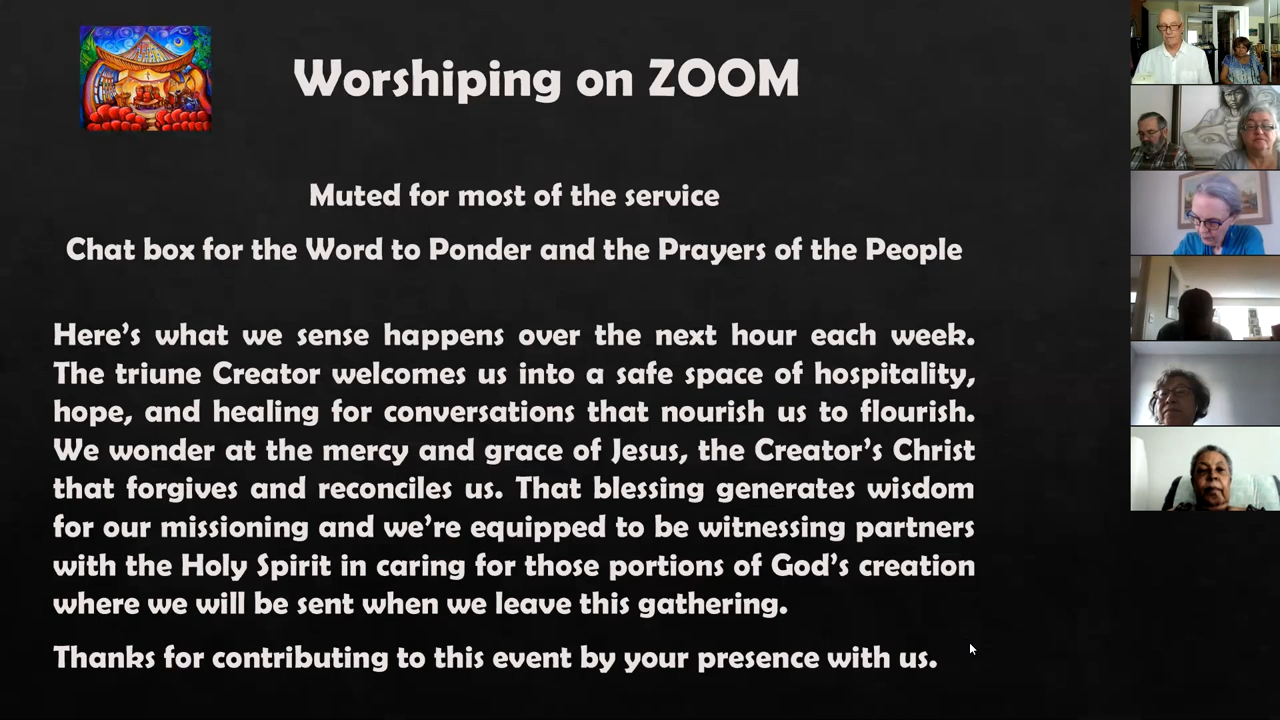 Worshiping on ZOOM
Muted for most of the service
Chat box for the Word to Ponder and the Prayers of the People
Here's what we sense happens over the next hour each week.
The triune Creator welcomes us into a safe space of hospitality,
hope, and healing for conversations that nourish us to flourish.
We wonder at the mercy and grace of Jesus, the Creator's Christ
that forgives and reconciles us. That blessing generates wisdom
for our missioning and we're equipped to be witnessing partners
with the Holy Spirit in caring for those portions of God's creation
where we will be sent when we leave this gathering.
Thanks for contributing to this event by your presence with us.